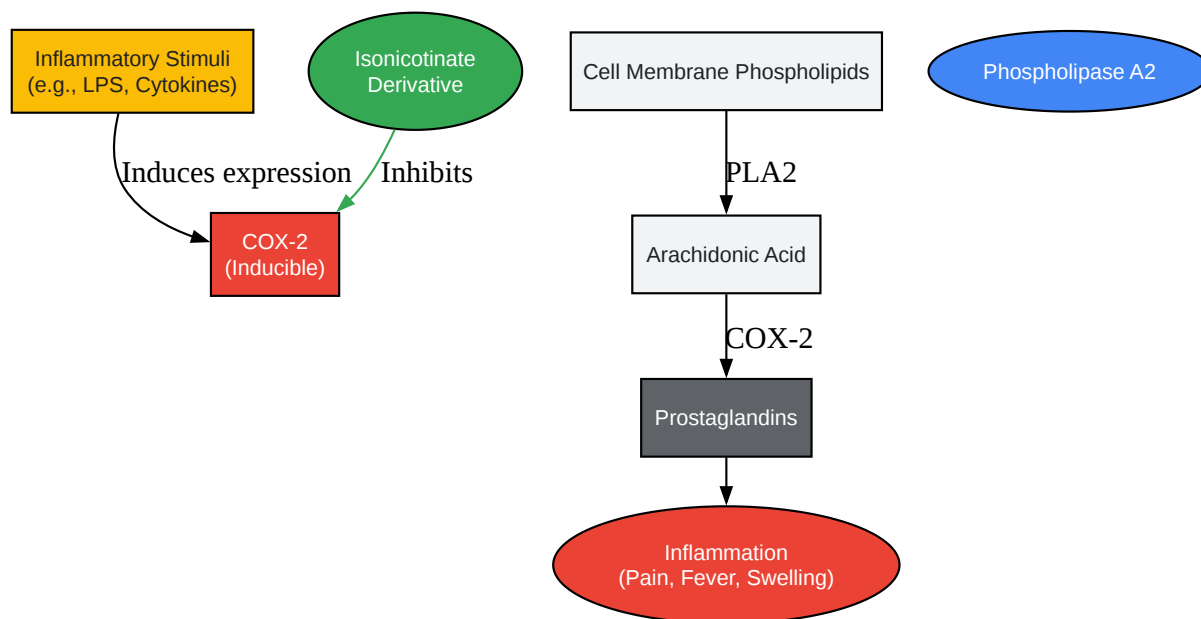 Inflammatory Stimuli
(e.g., LPS, Cytokines)
Isonicotinate
Derivative
Cell Membrane Phospholipids
Phospholipase A2
Induces expression
Inhibits
PLA2
COX-2
(Inducible)
Arachidonic Acid
COX-2
Prostaglandins
Inflammation
(Pain, Fever, Swelling)